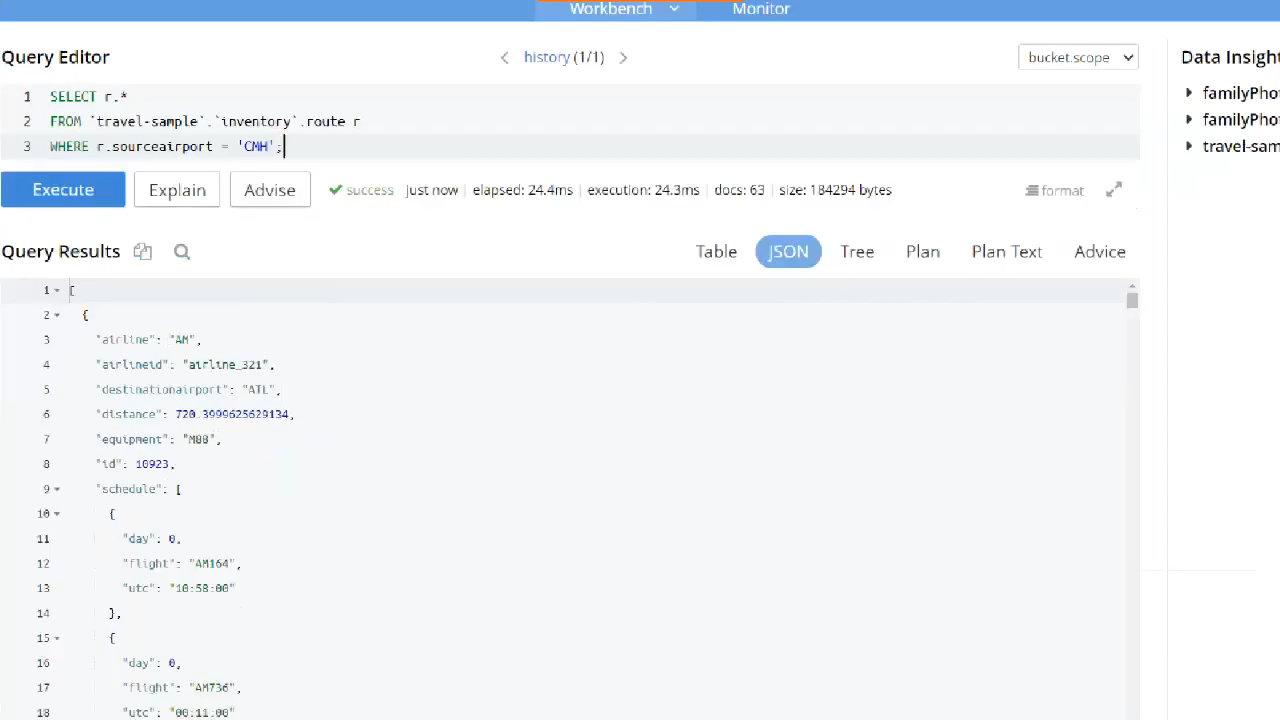 Workbench Monitor
Query Editor history (1/1) bucket.scope Data Insight
familyPho
familyPho
travel-sam
1 SELECT r.*
2 FROM `travel-sample`.`inventory`.route r
3 WHERE r.sourceairport = 'CMH';
Execute Explain Advise success just now | elapsed: 24.4ms | execution: 24.3ms | docs: 63 | size: 184294 bytes format
Query Results Table JSON Tree Plan Plan Text Advice
1 [
2 {
3 "airline": "AM",
4 "airlineid": "airline_321",
5 "destinationairport": "ATL",
6 "distance": 720.3999625629134,
7 "equipment": "M88",
8 "id": 10923,
9 "schedule": [
10 {
11 "day": 0,
12 "flight": "AM164",
13 "utc": "10:58:00"
14 },
15 {
16 "day": 0,
17 "flight": "AM736",
18 "utc": "00:11:00"